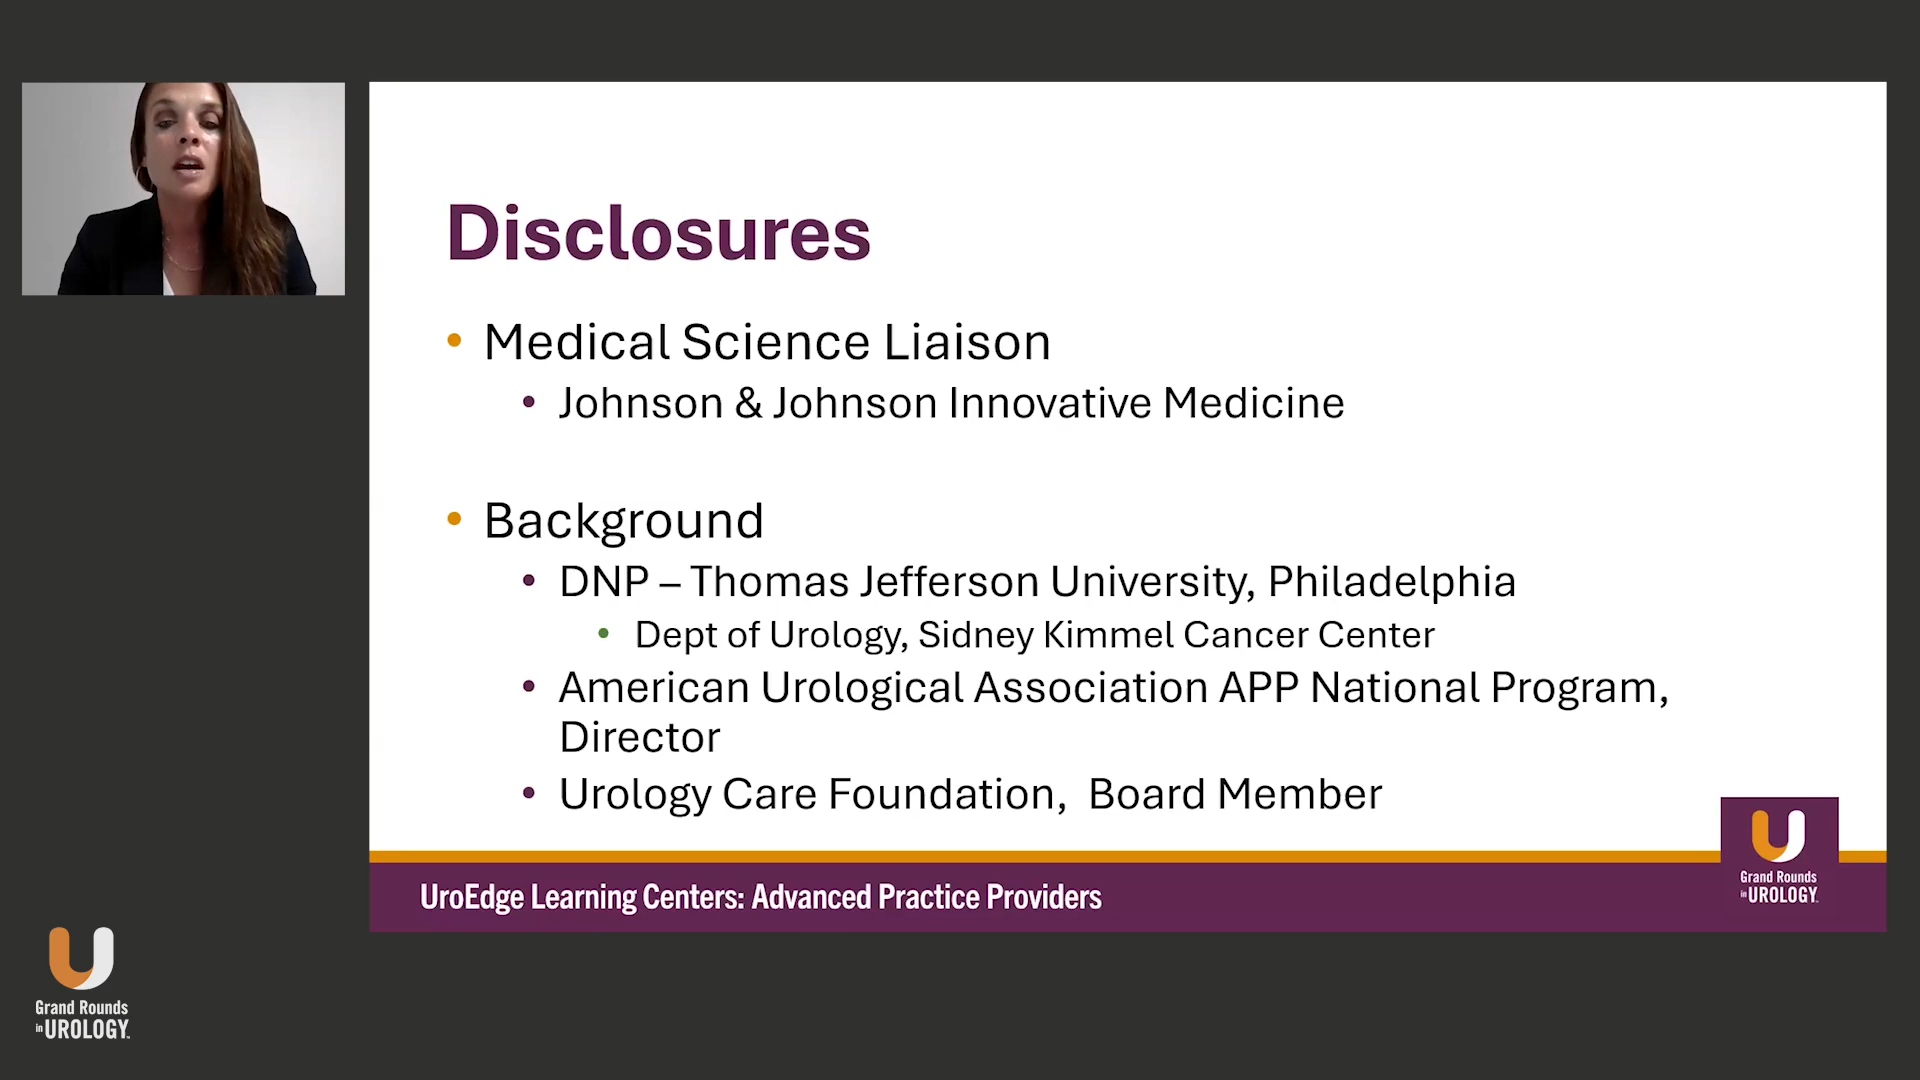 Disclosures
• Medical Science Liaison
• Johnson & Johnson Innovative Medicine
• Background
• DNP – Thomas Jefferson University, Philadelphia
• Dept of Urology, Sidney Kimmel Cancer Center
• American Urological Association APP National Program,
Director
• Urology Care Foundation,  Board Member
UroEdge Learning Centers: Advanced Practice Providers
Grand Rounds
in UROLOGY
Grand Rounds
in UROLOGY